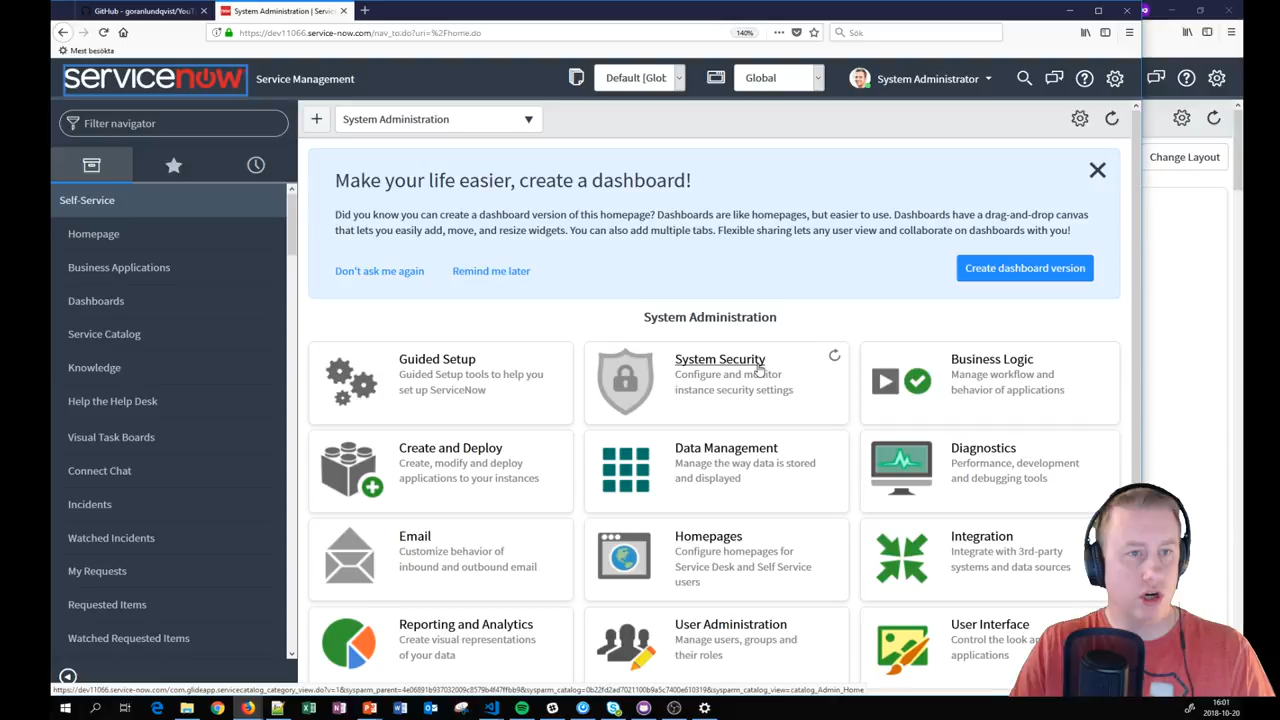 GitHub - goranlundqvist/YouT
System Administration | Servic
https://dev11066.service-now.com/nav_to.do?uri=%2Fhome.do
140%
Sök
Mest besökta
servicenow
Service Management
Default [Glot
Global
System Administrator
Filter navigator
System Administration
Change Layout
Make your life easier, create a dashboard!
Did you know you can create a dashboard version of this homepage? Dashboards are like homepages, but easier to use. Dashboards have a drag-and-drop canvas
that lets you easily add, move, and resize widgets. You can also add multiple tabs. Flexible sharing lets any user view and collaborate on dashboards with you!
Don't ask me again
Remind me later
Create dashboard version
Self-Service
Homepage
Business Applications
Dashboards
Service Catalog
Knowledge
Help the Help Desk
Visual Task Boards
Connect Chat
Incidents
Watched Incidents
My Requests
Requested Items
Watched Requested Items
System Administration
Guided Setup
Guided Setup tools to help you
set up ServiceNow
System Security
Configure and monitor
instance security settings
Business Logic
Manage workflow and
behavior of applications
Create and Deploy
Create, modify and deploy
applications to your instances
Data Management
Manage the way data is stored
and displayed
Diagnostics
Performance, development
and debugging tools
Email
Customize behavior of
inbound and outbound email
Homepages
Configure homepages for
Service Desk and Self Service
users
Integration
Integrate with 3rd-party
systems and data sources
Reporting and Analytics
Create visual representations
of your data
User Administration
Manage users, groups and
their roles
User Interface
Control the look a
applications
16:01
2018-10-20